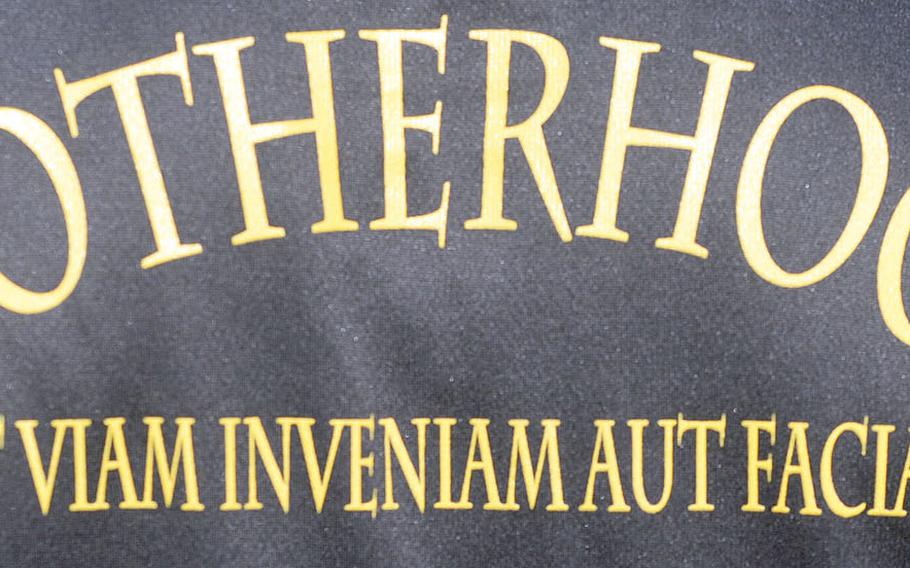 OTHERHO
VIAM INVENIAM AUT FACIA